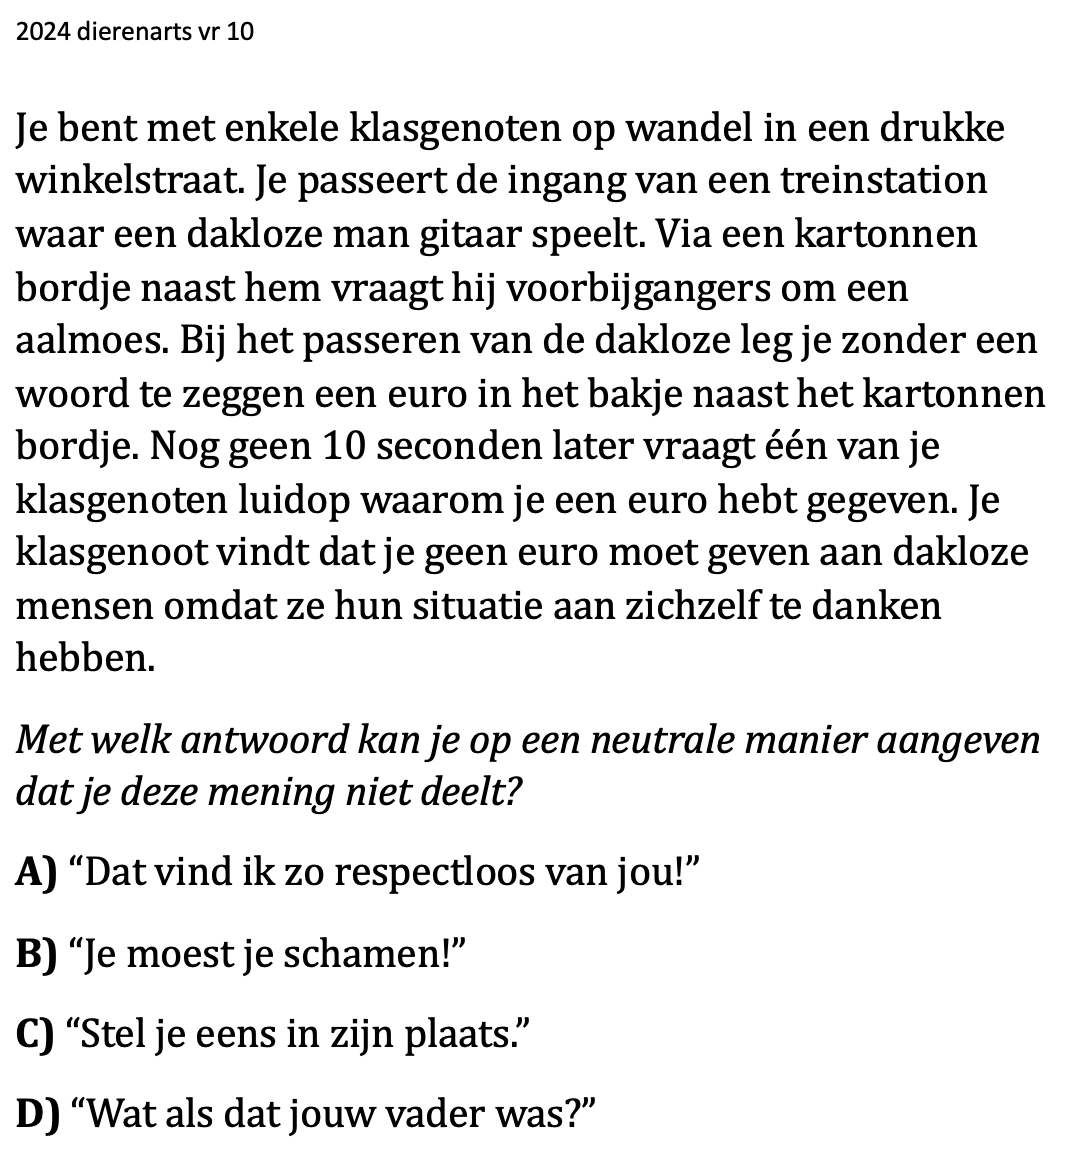 2024 dierenarts vr 10
Je bent met enkele klasgenoten op wandel in een drukke
winkelstraat. Je passeert de ingang van een treinstation
waar een dakloze man gitaar speelt. Via een kartonnen
bordje naast hem vraagt hij voorbijgangers om een
aalmoes. Bij het passeren van de dakloze leg je zonder een
woord te zeggen een euro in het bakje naast het kartonnen
bordje. Nog geen 10 seconden later vraagt één van je
klasgenoten luidop waarom je een euro hebt gegeven. Je
klasgenoot vindt dat je geen euro moet geven aan dakloze
mensen omdat ze hun situatie aan zichzelf te danken
hebben.
Met welk antwoord kan je op een neutrale manier aangeven
dat je deze mening niet deelt?
A) “Dat vind ik zo respectloos van jou!”
B) “Je moest je schamen!”
C) “Stel je eens in zijn plaats.”
D) “Wat als dat jouw vader was?”